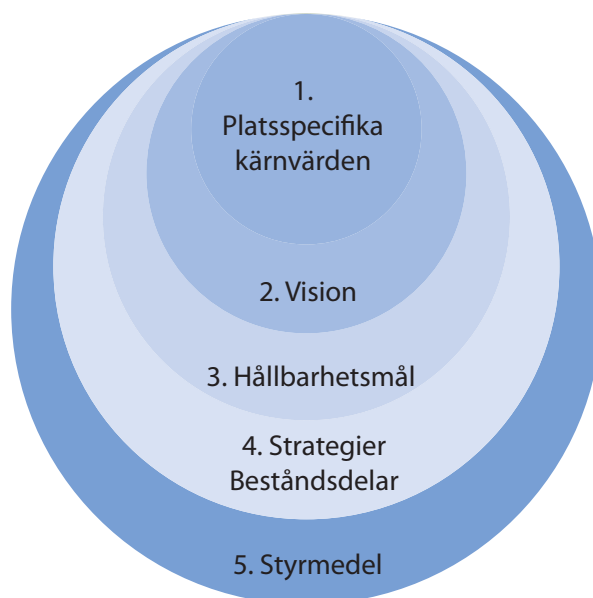 1.
Platsspecifika
kärnvärden
2. Vision
3. Hållbarhetsmål
4. Strategier
Beståndsdelar
5. Styrmedel